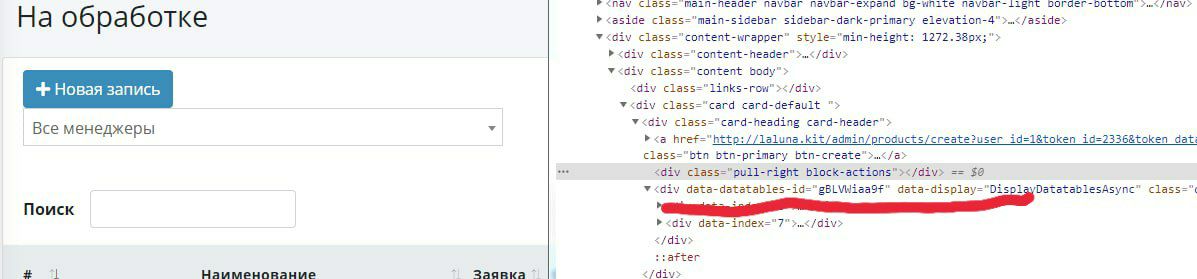 На обработке
Новая запись
Все менеджеры
Поиск
# Наименование Заявка
<nav class="main-header navbar navbar-expand bg-white navbar-light border-bottom">…</nav>
<aside class="main-sidebar sidebar-dark-primary elevation-4">…</aside>
<div class="content-wrapper" style="min-height: 1272.38px;">
<div class="content-header">…</div>
<div class="content body">
<div class="links-row"></div>
<div class="card card-default ">
<div class="card-heading card-header">
<a href="http://laluna.kit/admin/products/create?user_id=1&token_id=2336&token_dat
class="btn btn-primary btn-create">…</a>
<div class="pull-right block-actions"></div> == $0
<div data-datatables-id="gBLVWiaa9f" data-display="DisplayDatatablesAsync" class="
<div data-index="7">…</div>
</div>
::after
</div>